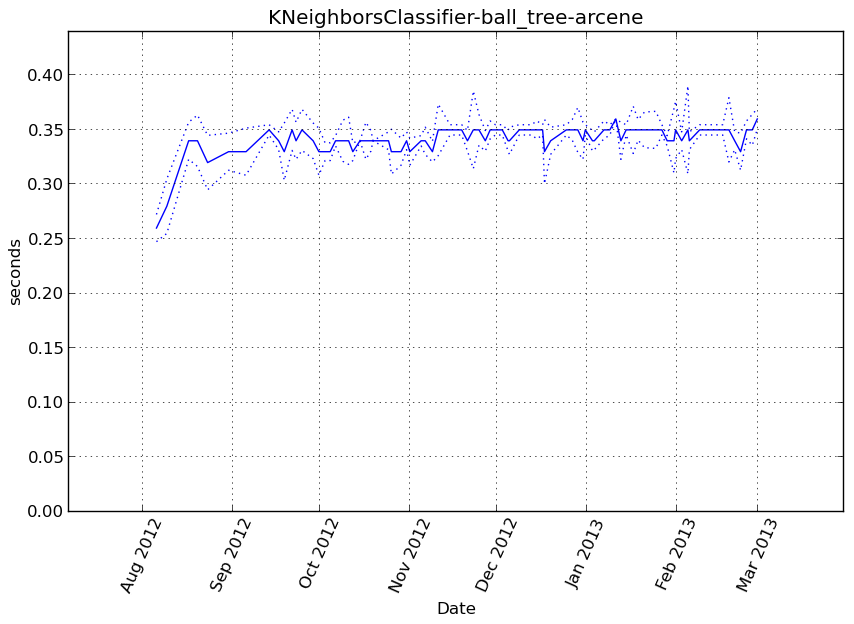 KNeighborsClassifier-ball_tree-arcene
0.40
0.35
0.30
0.25
0.20
0.15
0.10
0.05
0.00
seconds
Aug 2012
Sep 2012
Oct 2012
Nov 2012
Dec 2012
Jan 2013
Feb 2013
Mar 2013
Date